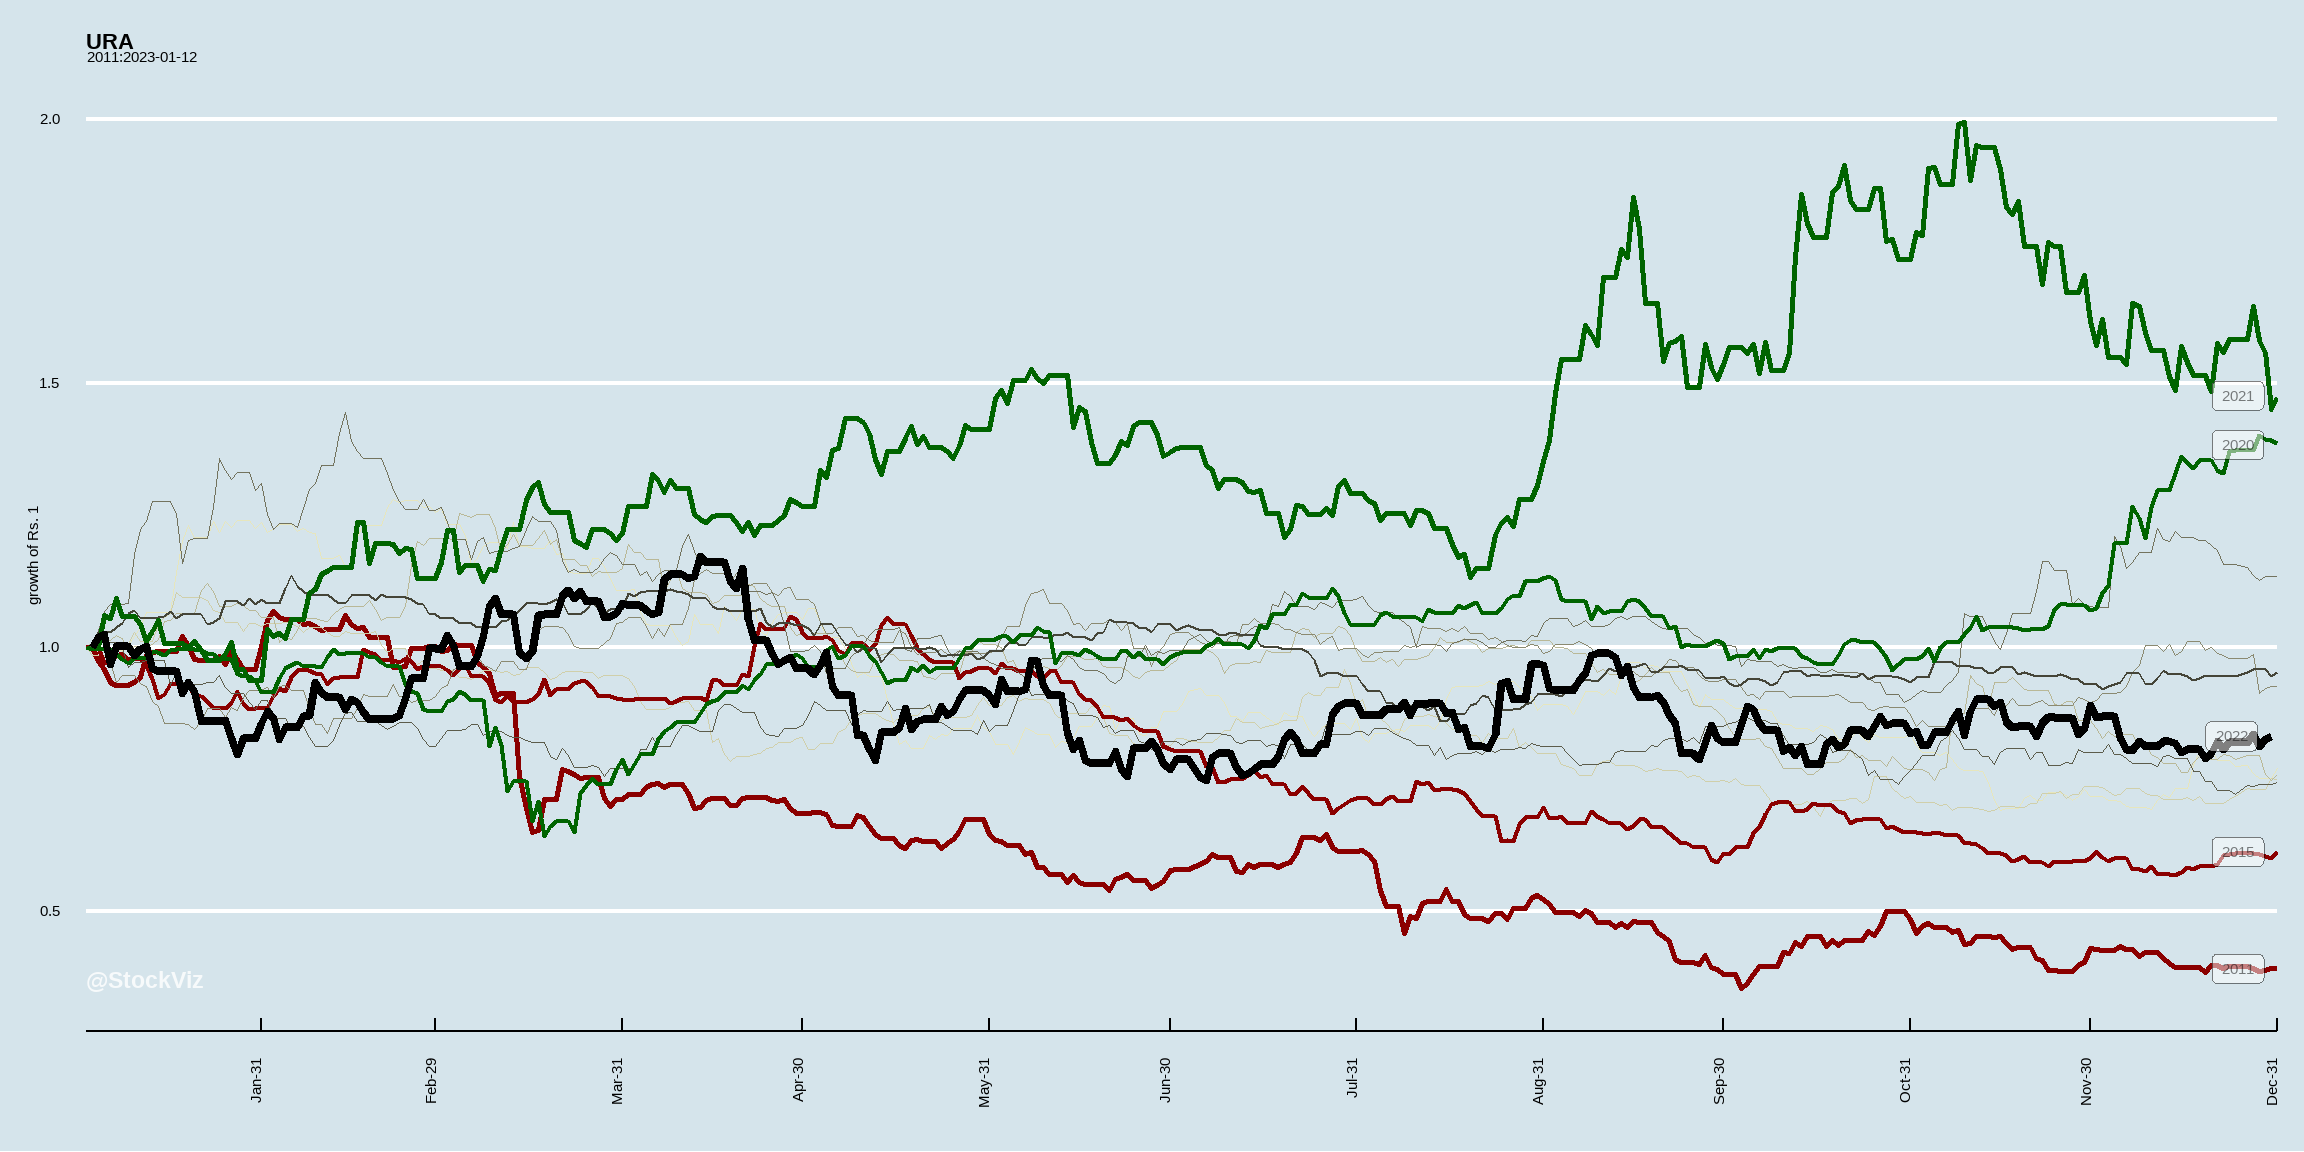 URA
2011:2023-01-12
2.0
1.5
1.0
0.5
growth of Rs. 1
2021
2020
2022
2015
2011
@StockViz
Jan-31
Feb-29
Mar-31
Apr-30
May-31
Jun-30
Jul-31
Aug-31
Sep-30
Oct-31
Nov-30
Dec-31